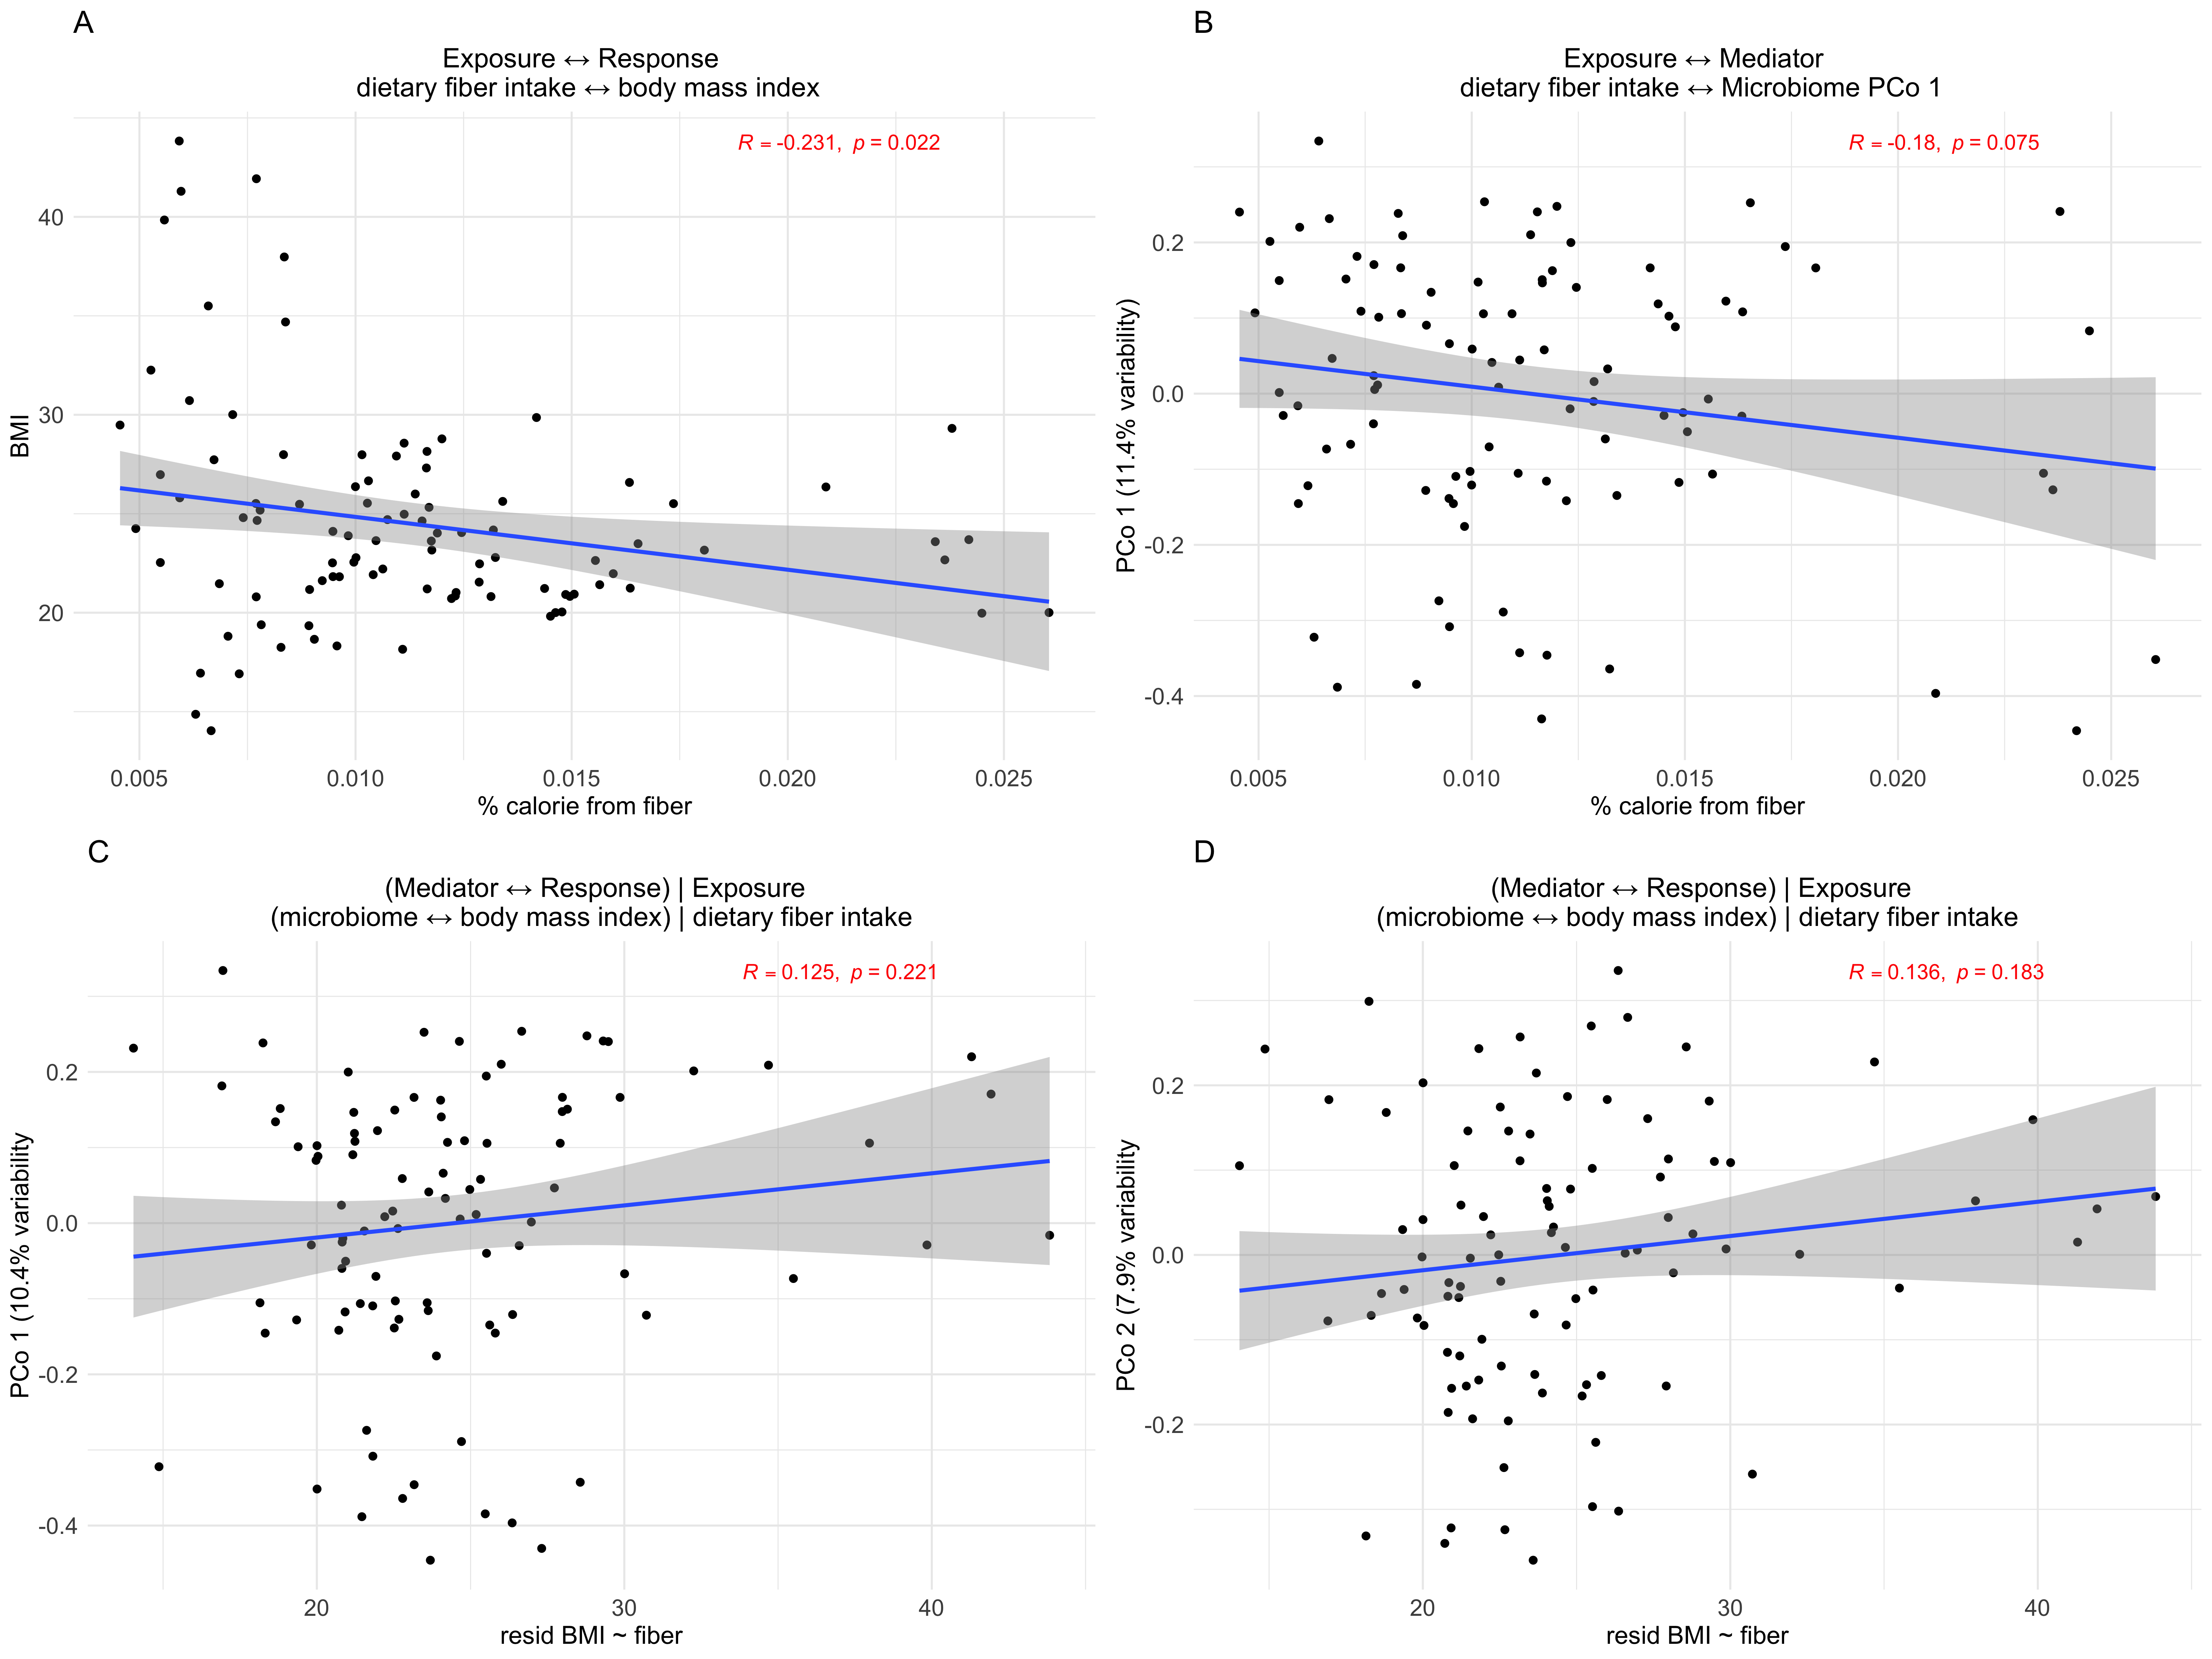 A
Exposure ↔ Response
dietary fiber intake ↔ body mass index
R = -0.231, p = 0.022
BMI
40
30
20
0.005 0.010 0.015 0.020 0.025
% calorie from fiber
B
Exposure ↔ Mediator
dietary fiber intake ↔ Microbiome PCo 1
R = -0.18, p = 0.075
PCo 1 (11.4% variability)
0.2
0.0
-0.2
-0.4
0.005 0.010 0.015 0.020 0.025
% calorie from fiber
C
(Mediator ↔ Response) | Exposure
(microbiome ↔ body mass index) | dietary fiber intake
R = 0.125, p = 0.221
PCo 1 (10.4% variability
0.2
0.0
-0.2
-0.4
20 30 40
resid BMI ~ fiber
D
(Mediator ↔ Response) | Exposure
(microbiome ↔ body mass index) | dietary fiber intake
R = 0.136, p = 0.183
PCo 2 (7.9% variability
0.2
0.0
-0.2
20 30 40
resid BMI ~ fiber